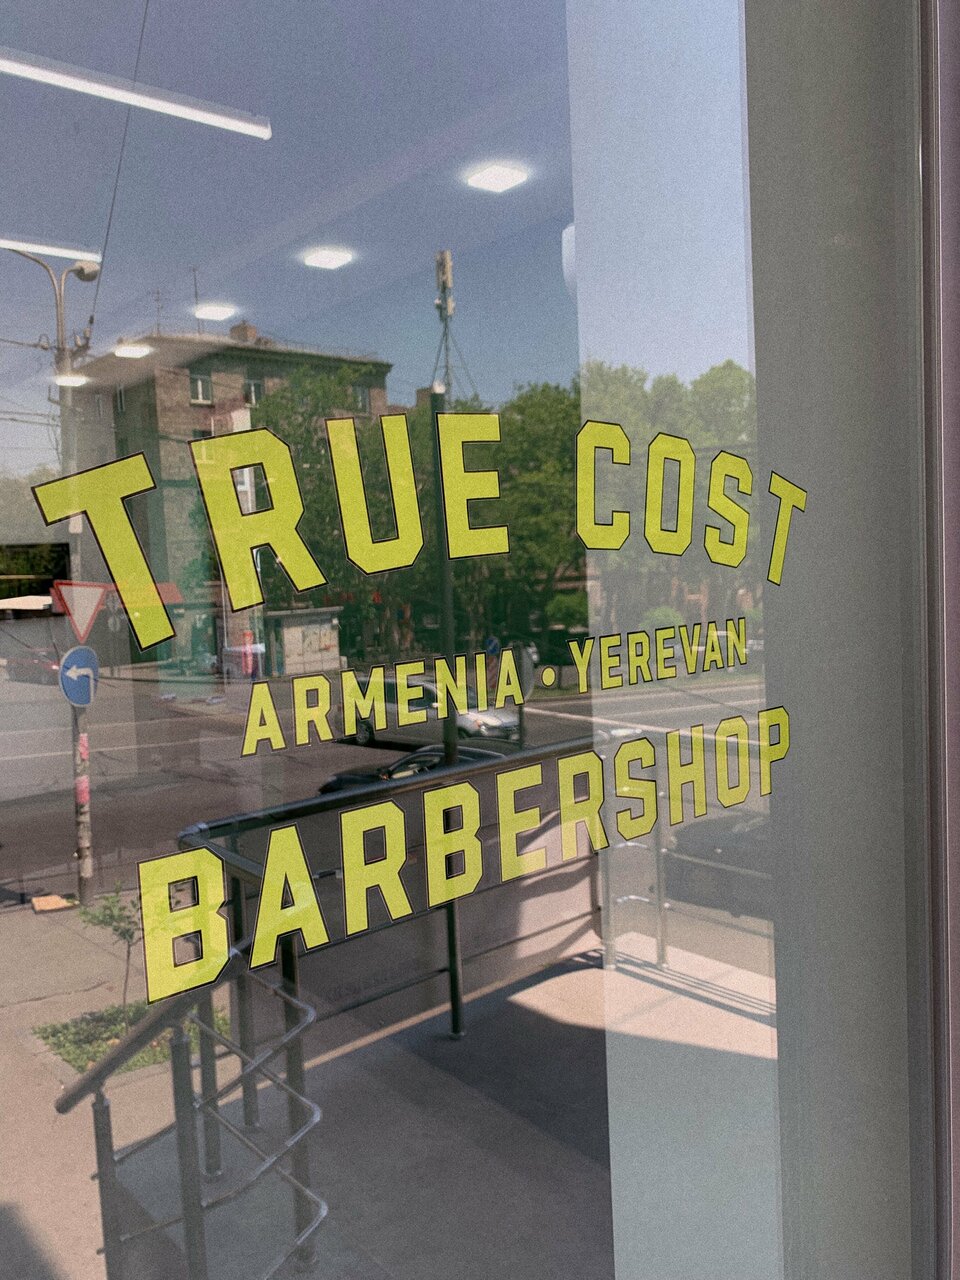 TRUE COST
ARMENIA • YEREVAN
BARBERSHOP